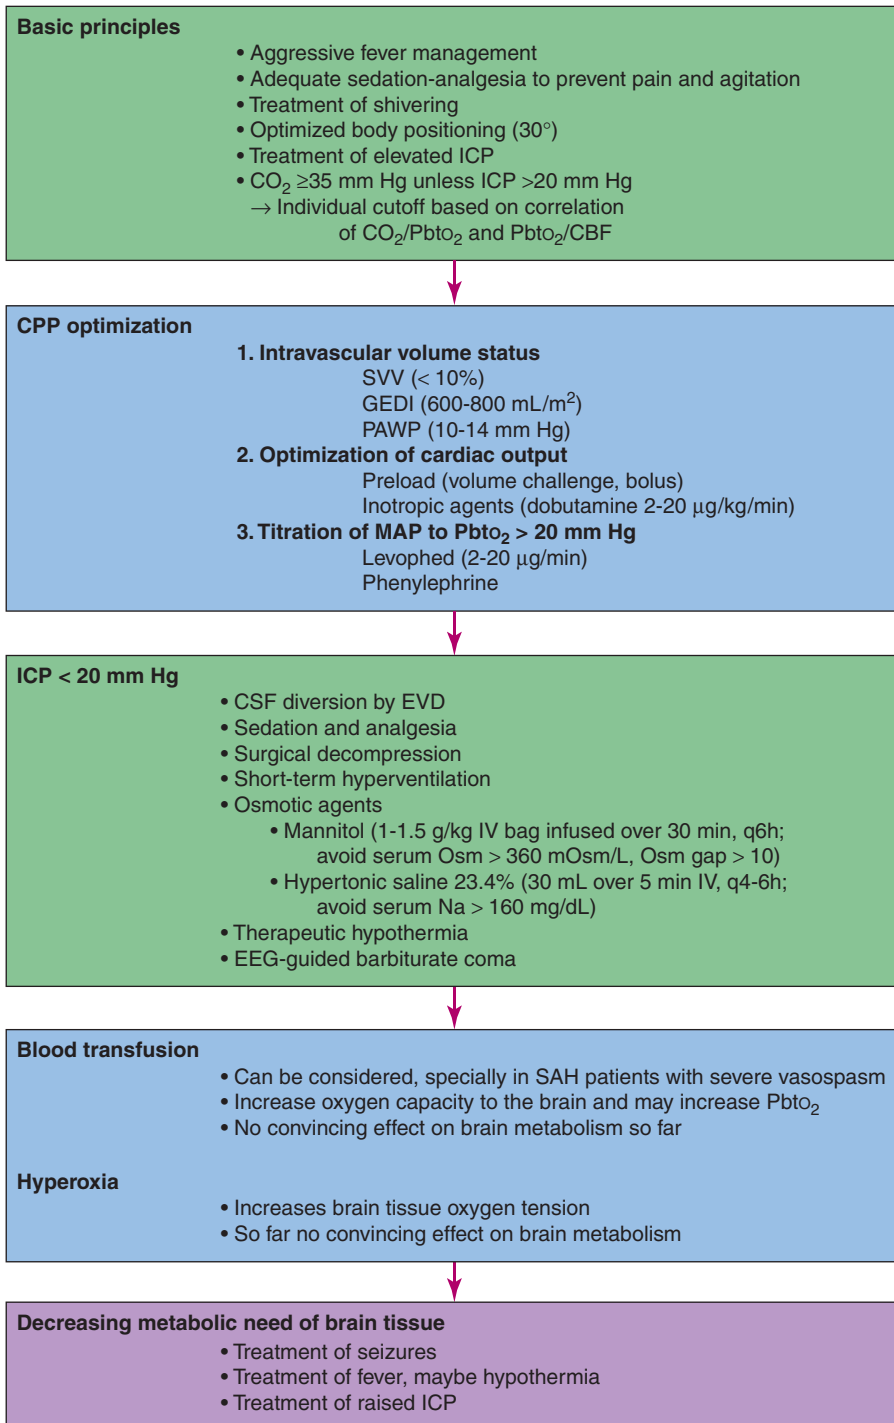 Basic principles
• Aggressive fever management
• Adequate sedation-analgesia to prevent pain and agitation
• Treatment of shivering
• Optimized body positioning (30°)
• Treatment of elevated ICP
• CO₂ ≥35 mm Hg unless ICP >20 mm Hg
→ Individual cutoff based on correlation
of CO₂/PbtO₂ and PbtO₂/CBF
CPP optimization
1. Intravascular volume status
SVV (< 10%)
GEDI (600-800 mL/m²)
PAWP (10-14 mm Hg)
2. Optimization of cardiac output
Preload (volume challenge, bolus)
Inotropic agents (dobutamine 2-20 μg/kg/min)
3. Titration of MAP to PbtO₂ > 20 mm Hg
Levophed (2-20 μg/min)
Phenylephrine
ICP < 20 mm Hg
• CSF diversion by EVD
• Sedation and analgesia
• Surgical decompression
• Short-term hyperventilation
• Osmotic agents
• Mannitol (1-1.5 g/kg IV bag infused over 30 min, q6h;
avoid serum Osm > 360 mOsm/L, Osm gap > 10)
• Hypertonic saline 23.4% (30 mL over 5 min IV, q4-6h;
avoid serum Na > 160 mg/dL)
• Therapeutic hypothermia
• EEG-guided barbiturate coma
Blood transfusion
• Can be considered, specially in SAH patients with severe vasospasm
• Increase oxygen capacity to the brain and may increase PbtO₂
• No convincing effect on brain metabolism so far
Hyperoxia
• Increases brain tissue oxygen tension
• So far no convincing effect on brain metabolism
Decreasing metabolic need of brain tissue
• Treatment of seizures
• Treatment of fever, maybe hypothermia
• Treatment of raised ICP